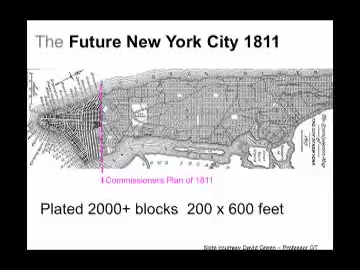 The Future New York City 1811
Commissioners Plan of 1811
Plated 2000+ blocks 200 x 600 feet
Slide courtesy David Green – Professor GT